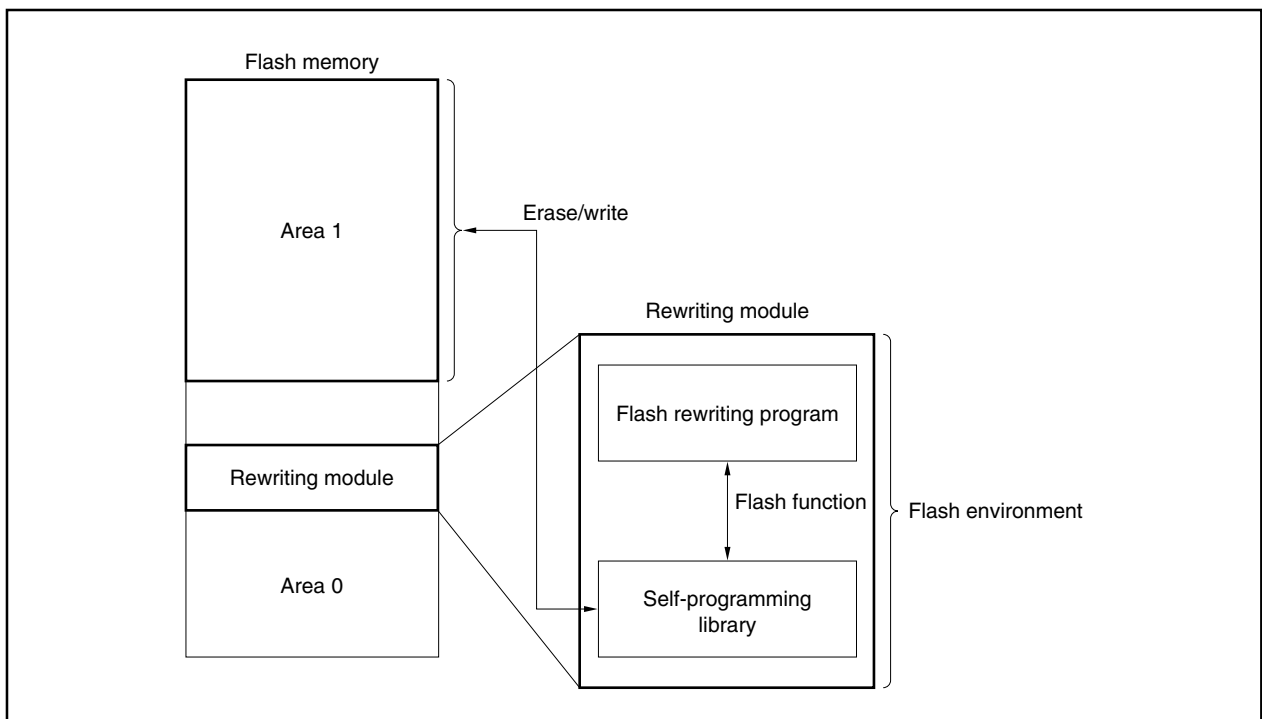 Flash memory
Area 1
Erase/write
Rewriting module
Flash rewriting program
Rewriting module
Flash function
Flash environment
Area 0
Self-programming
library